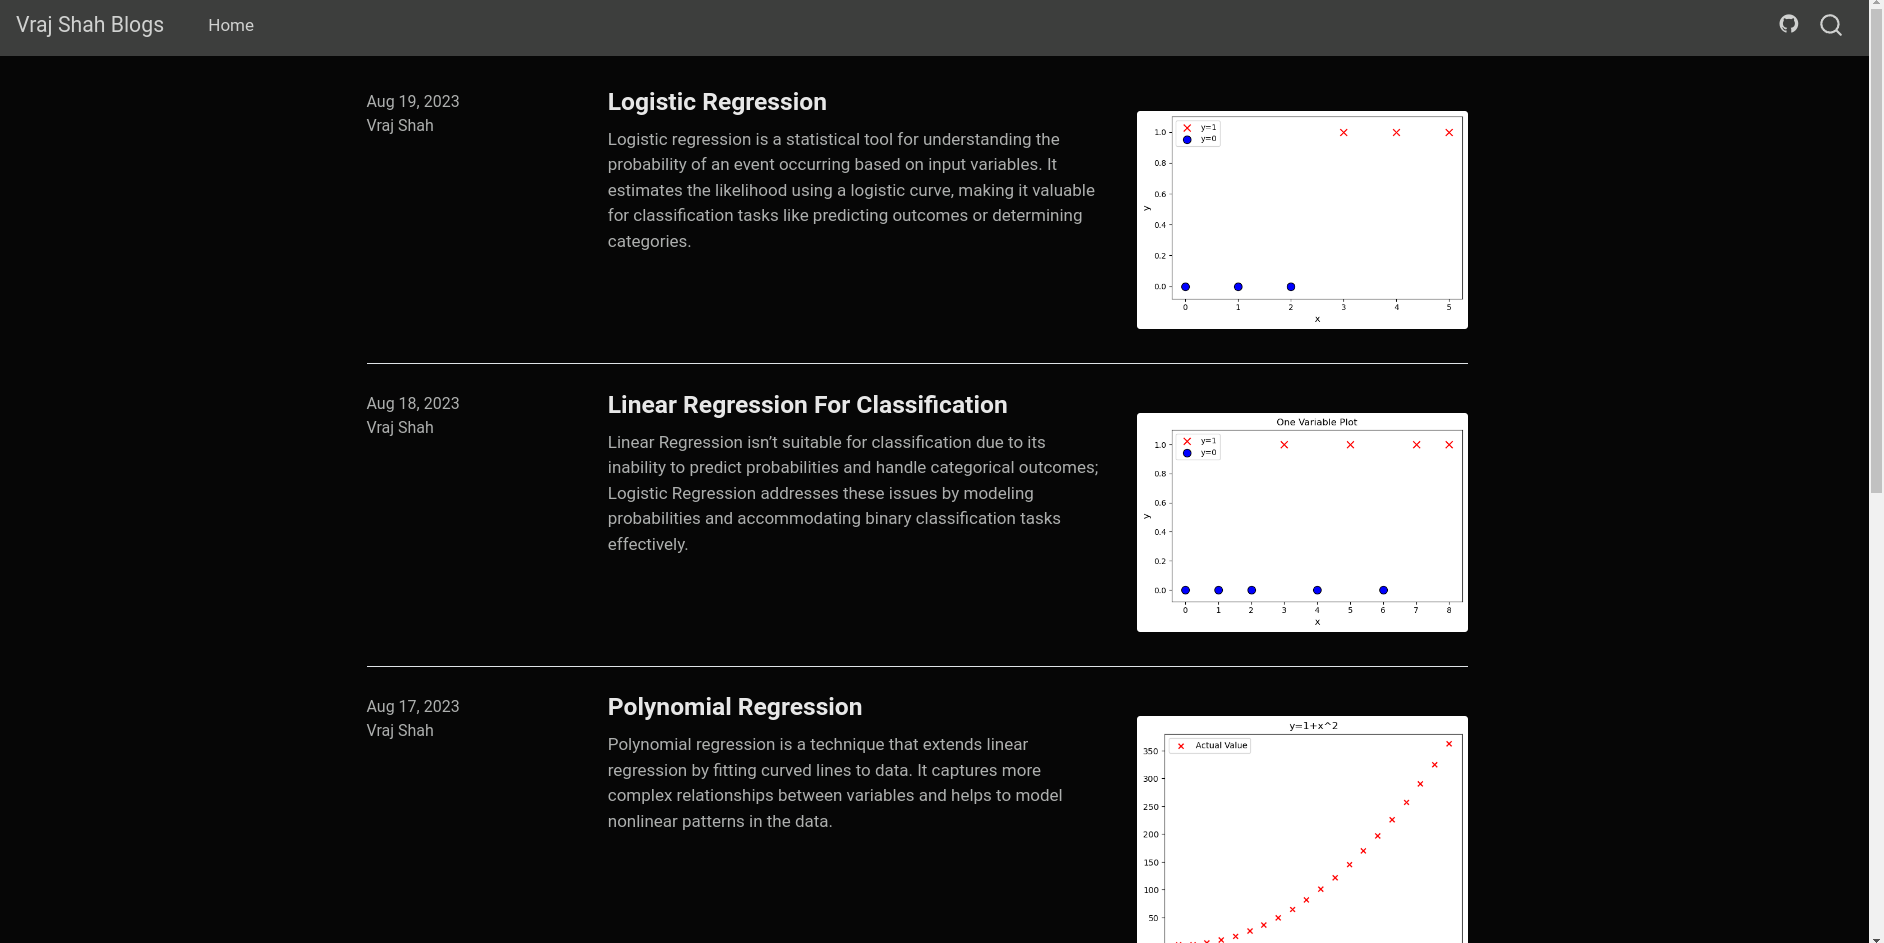 Vraj Shah Blogs
Home
Aug 19, 2023
Vraj Shah
Logistic Regression
Logistic regression is a statistical tool for understanding the
probability of an event occurring based on input variables. It
estimates the likelihood using a logistic curve, making it valuable
for classification tasks like predicting outcomes or determining
categories.
y=1
y=0
1.0
0.8
0.6
0.4
0.2
0.0
y
0 1 2 3 4 5
x
Aug 18, 2023
Vraj Shah
Linear Regression For Classification
Linear Regression isn’t suitable for classification due to its
inability to predict probabilities and handle categorical outcomes;
Logistic Regression addresses these issues by modeling
probabilities and accommodating binary classification tasks
effectively.
One Variable Plot
y=1
y=0
1.0
0.8
0.6
0.4
0.2
0.0
y
0 1 2 3 4 5 6 7 8
x
Aug 17, 2023
Vraj Shah
Polynomial Regression
Polynomial regression is a technique that extends linear
regression by fitting curved lines to data. It captures more
complex relationships between variables and helps to model
nonlinear patterns in the data.
y=1+x^2
Actual Value
350
300
250
200
150
100
50